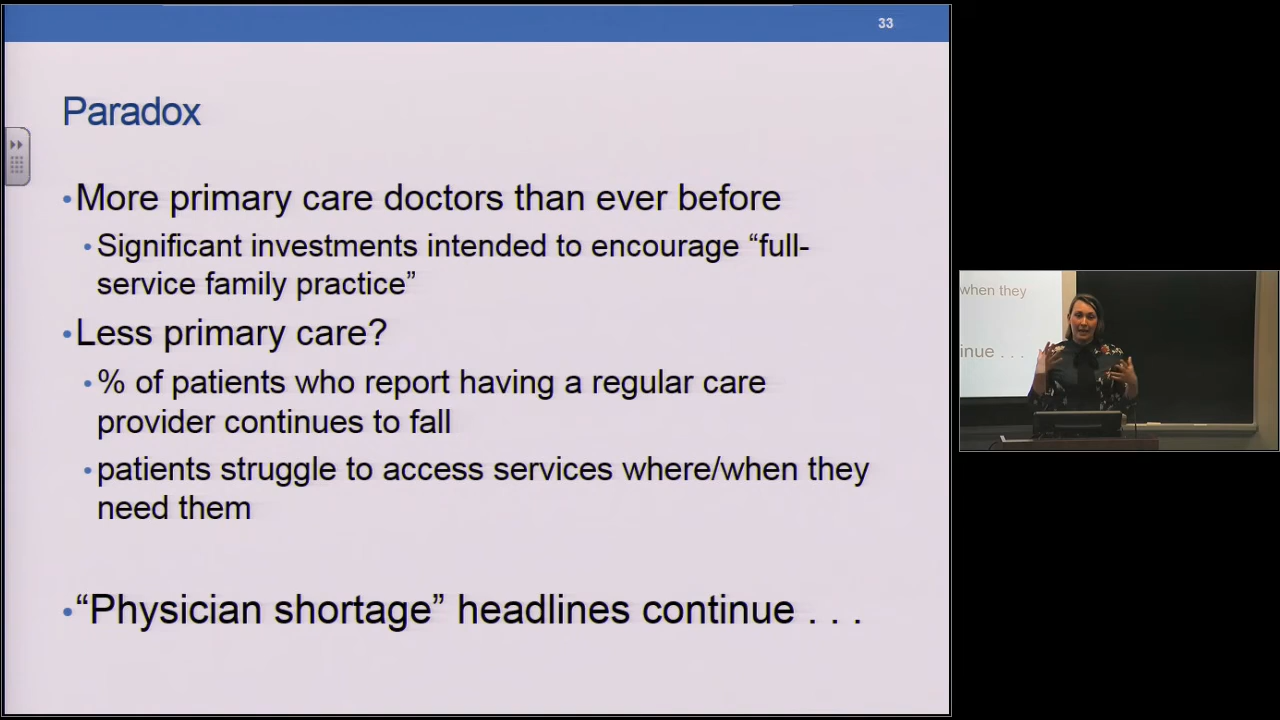 33
Paradox
•More primary care doctors than ever before
•Significant investments intended to encourage “full-
service family practice”
•Less primary care?
•% of patients who report having a regular care
provider continues to fall
•patients struggle to access services where/when they
need them
•“Physician shortage” headlines continue . . .
when they
inue . . .